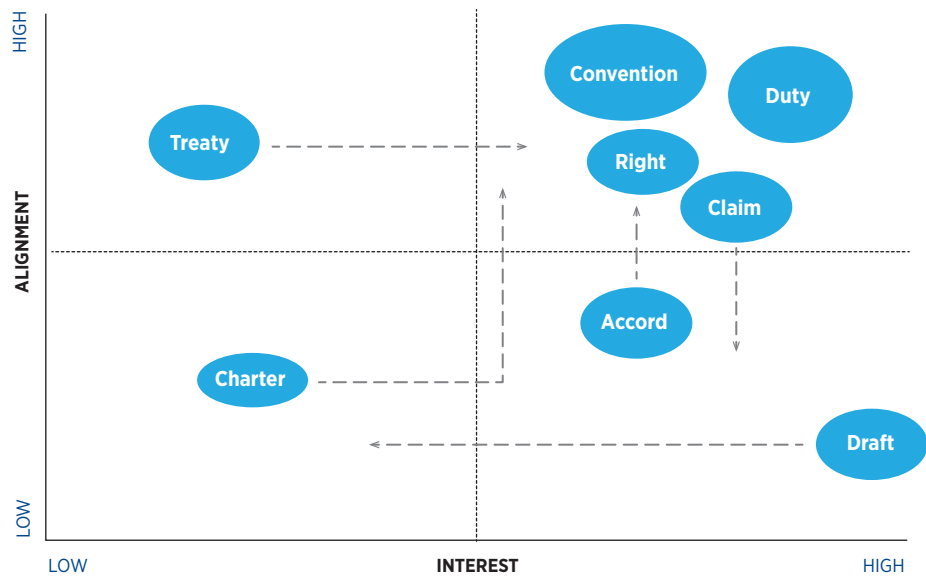 HIGH
Convention
Duty
Treaty
Right
Claim
ALIGNMENT
Accord
Charter
Draft
LOW
LOW
INTEREST
HIGH